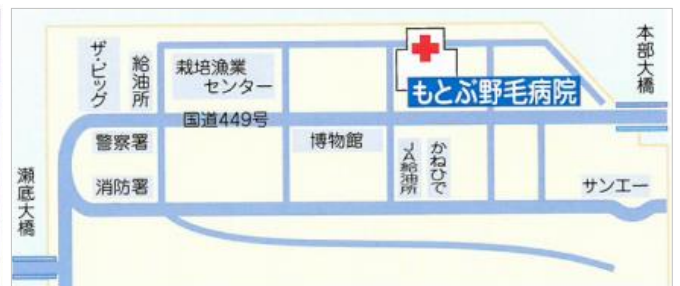 ザ・ビッグ
給油所
栽培漁業
センター
もとぶ野毛病院
本部大橋
国道449号
警察署
博物館
JA給油所
かねひで
消防署
サンエー
瀬底大橋